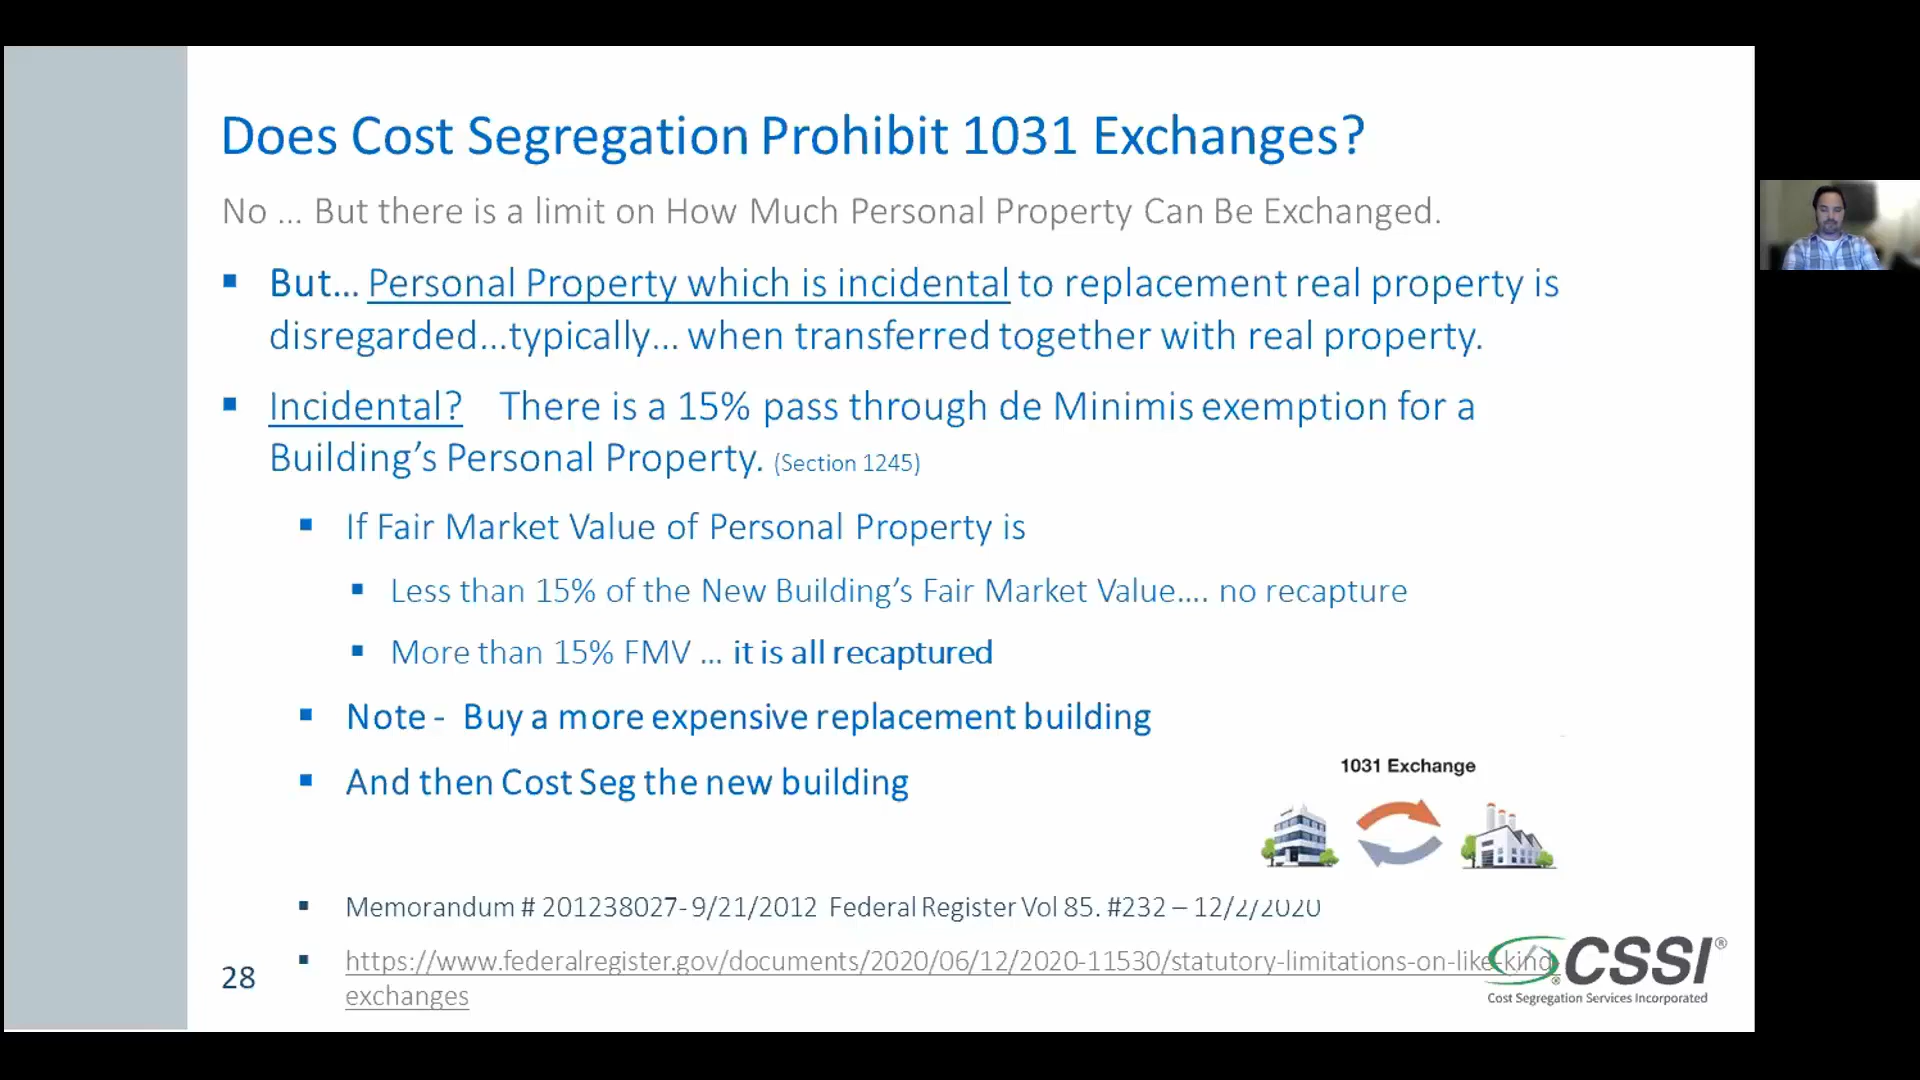 Does Cost Segregation Prohibit 1031 Exchanges?
No ... But there is a limit on How Much Personal Property Can Be Exchanged.
But... Personal Property which is incidental to replacement real property is
disregarded...typically... when transferred together with real property.
Incidental? There is a 15% pass through de Minimis exemption for a
Building's Personal Property. (Section 1245)
If Fair Market Value of Personal Property is
Less than 15% of the New Building's Fair Market Value.... no recapture
More than 15% FMV ... it is all recaptured
Note - Buy a more expensive replacement building
And then Cost Seg the new building
1031 Exchange
Memorandum # 201238027- 9/21/2012 Federal Register Vol 85. #232 – 12/2/2020
https://www.federalregister.gov/documents/2020/06/12/2020-11530/statutory-limitations-on-like-kind-
exchanges
28
CSSI®
Cost Segregation Services Incorporated